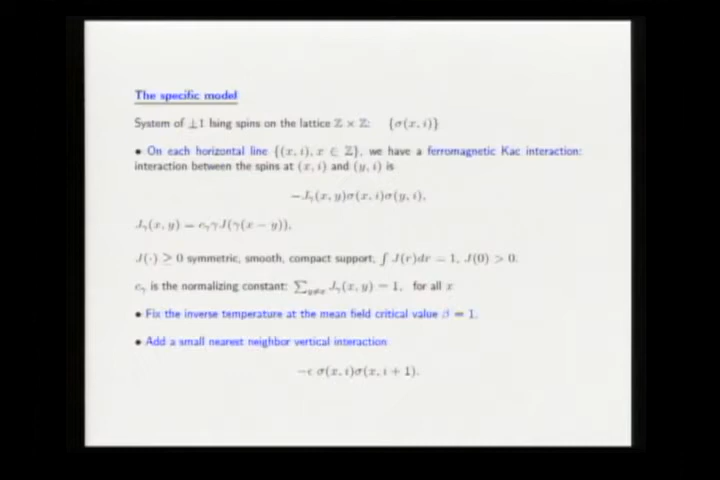 The specific model
System of ±1 Ising spins on the lattice ℤ × ℤ: {σ(x, i)}
• On each horizontal line {(x, i), x ∈ ℤ}, we have a ferromagnetic Kac interaction:
interaction between the spins at (x, i) and (y, i) is
−J_γ(x, y)σ(x, i)σ(y, i),
J_γ(x, y) = c_γ γJ(γ(x − y)),
J(·) ≥ 0 symmetric, smooth, compact support, ∫ J(r)dr = 1, J(0) > 0.
c_γ is the normalizing constant: ∑_{y≠x} J_γ(x, y) = 1, for all x
• Fix the inverse temperature at the mean field critical value β = 1.
• Add a small nearest neighbor vertical interaction
−ε σ(x, i)σ(x, i + 1).